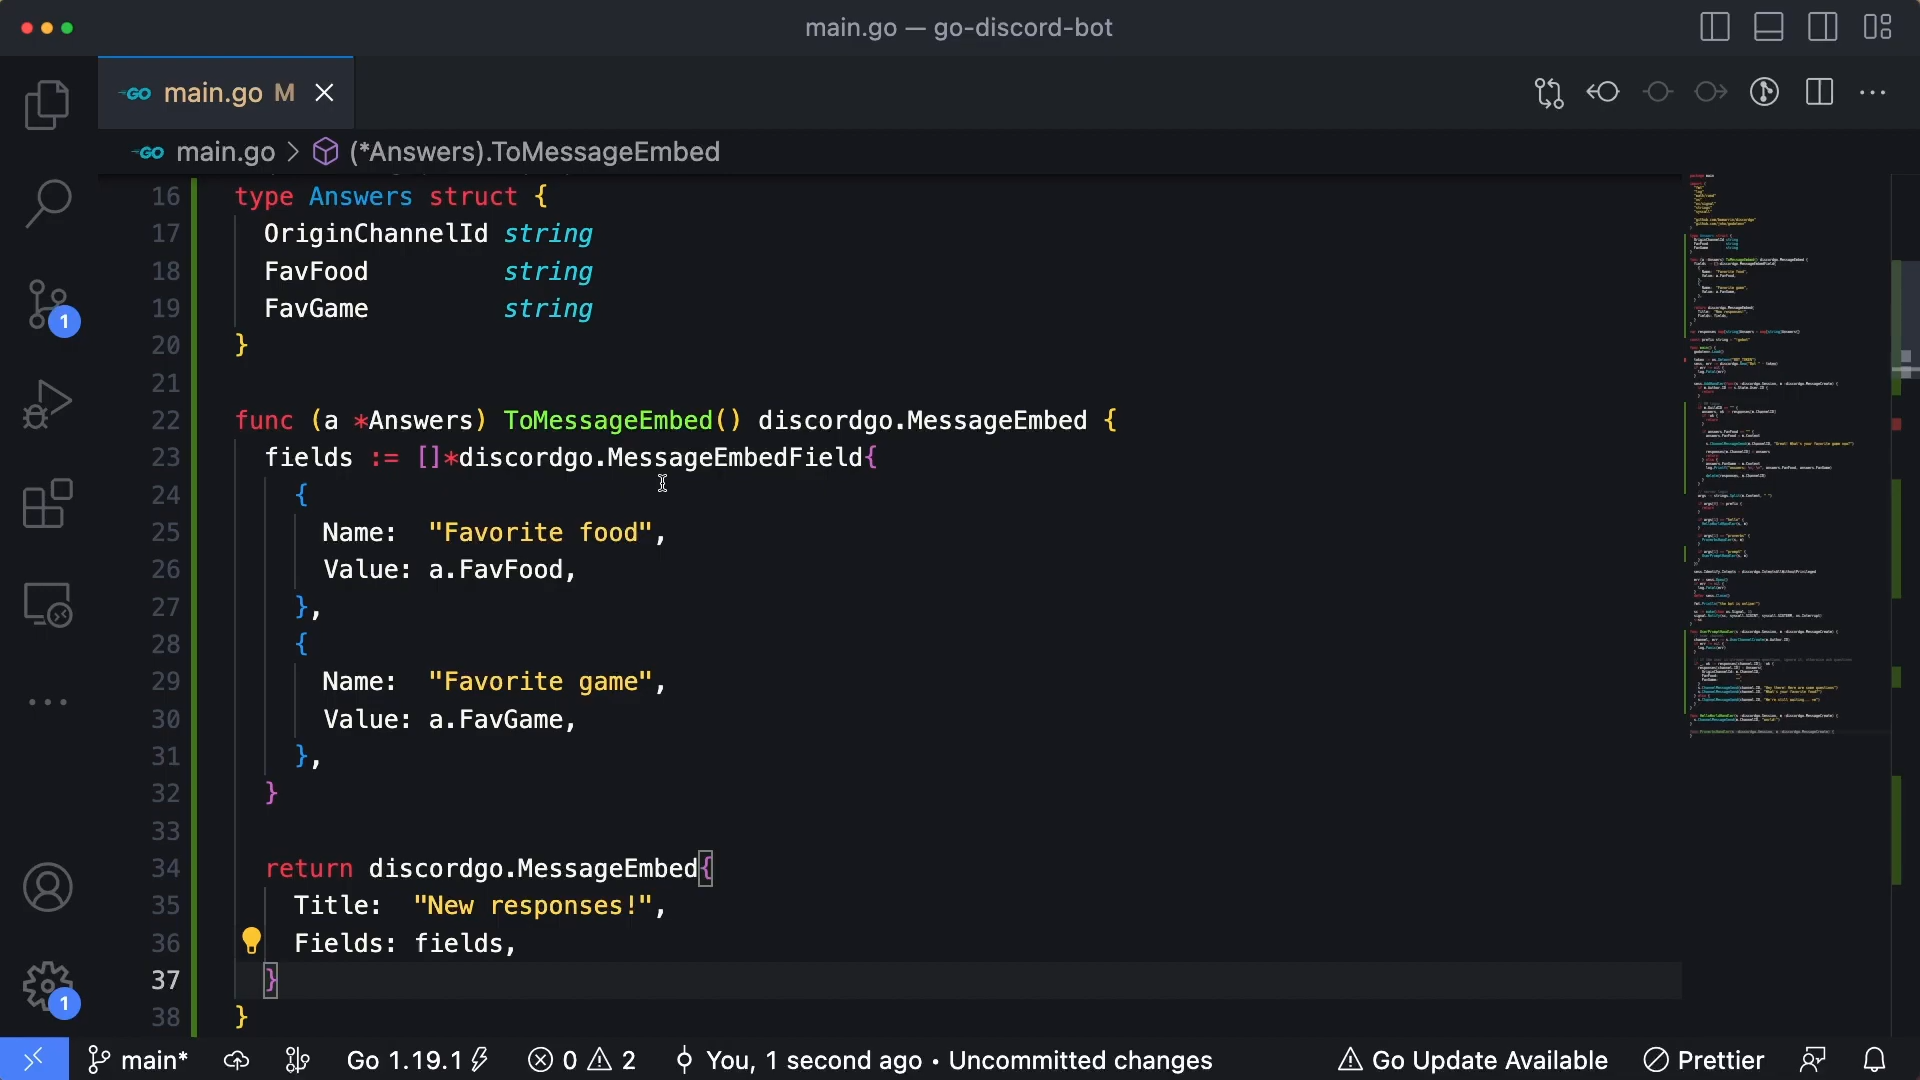 main.go — go-discord-bot
GO main.go M
GO main.go > (*Answers).ToMessageEmbed
16 type Answers struct {
17 OriginChannelId string
18 FavFood string
19 FavGame string
20 }
21
22 func (a *Answers) ToMessageEmbed() discordgo.MessageEmbed {
23 fields := []*discordgo.MessageEmbedField{
24 {
25 Name: "Favorite food",
26 Value: a.FavFood,
27 },
28 {
29 Name: "Favorite game",
30 Value: a.FavGame,
31 },
32 }
33
34 return discordgo.MessageEmbed{
35 Title: "New responses!",
36 Fields: fields,
37 }
38 }
1
1
main* Go 1.19.1 0 2 You, 1 second ago • Uncommitted changes Go Update Available Prettier